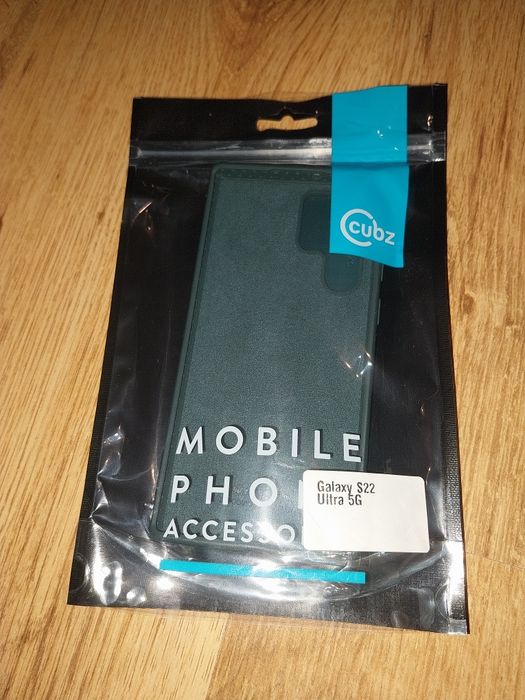 cubz
MOBILE
PHO
ACCESSO
Galaxy S22
Ultra 5G